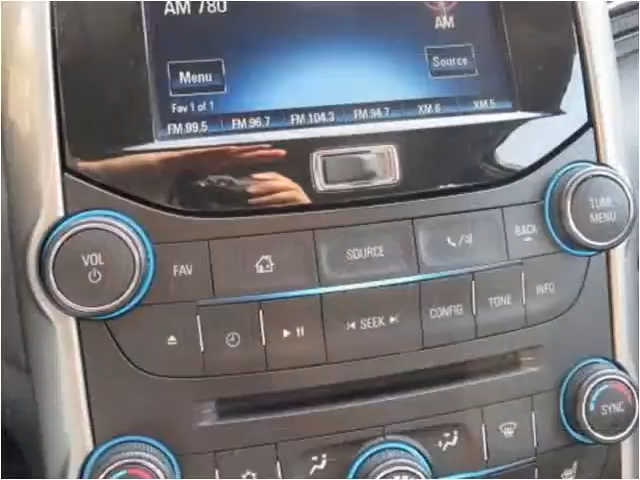 AM 780
AM
Menu
Source
Fav 1 of 1
FM 99.5 FM 96.7 FM 104.3 FM 94.7 XM 6 XM 5
TUNE
MENU
VOL
FAV
SOURCE
BACK
SEEK
CONFIG
TONE
INFO
SYNC